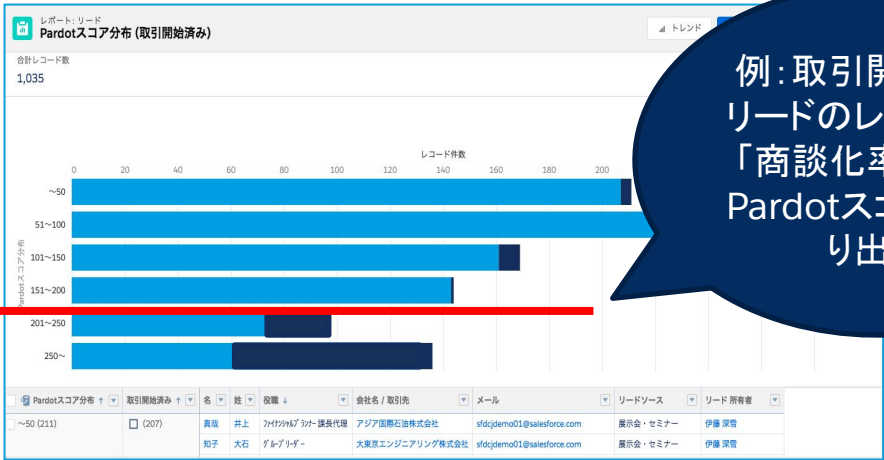 レポート: リード
Pardotスコア分布 (取引開始済み)
トレンド
合計レコード数
1,035
例：取引開
リードのレ
「商談化率
Pardotスコ
り出
レコード件数
0 20 40 60 80 100 120 140 160 180 200
Pardotスコア分布
～50
51～100
101～150
151～200
201～250
250～
Pardotスコア分布 ↑ 取引開始済み ↑ 名 姓 役職 ↓ 会社名 / 取引先 メール リードソース リード 所有者
～50 (211) (207) 真哉 井上 ﾌｧｲﾅﾝｼｬﾙﾌﾟﾗﾝﾅｰ 課長代理 アジア国際石油株式会社 sfdcjdemo01@salesforce.com 展示会・セミナー 伊藤 深雪
知子 大石 ｸﾞﾙｰﾌﾟﾘｰﾀﾞｰ 大東京エンジニアリング株式会社 sfdcjdemo01@salesforce.com 展示会・セミナー 伊藤 深雪